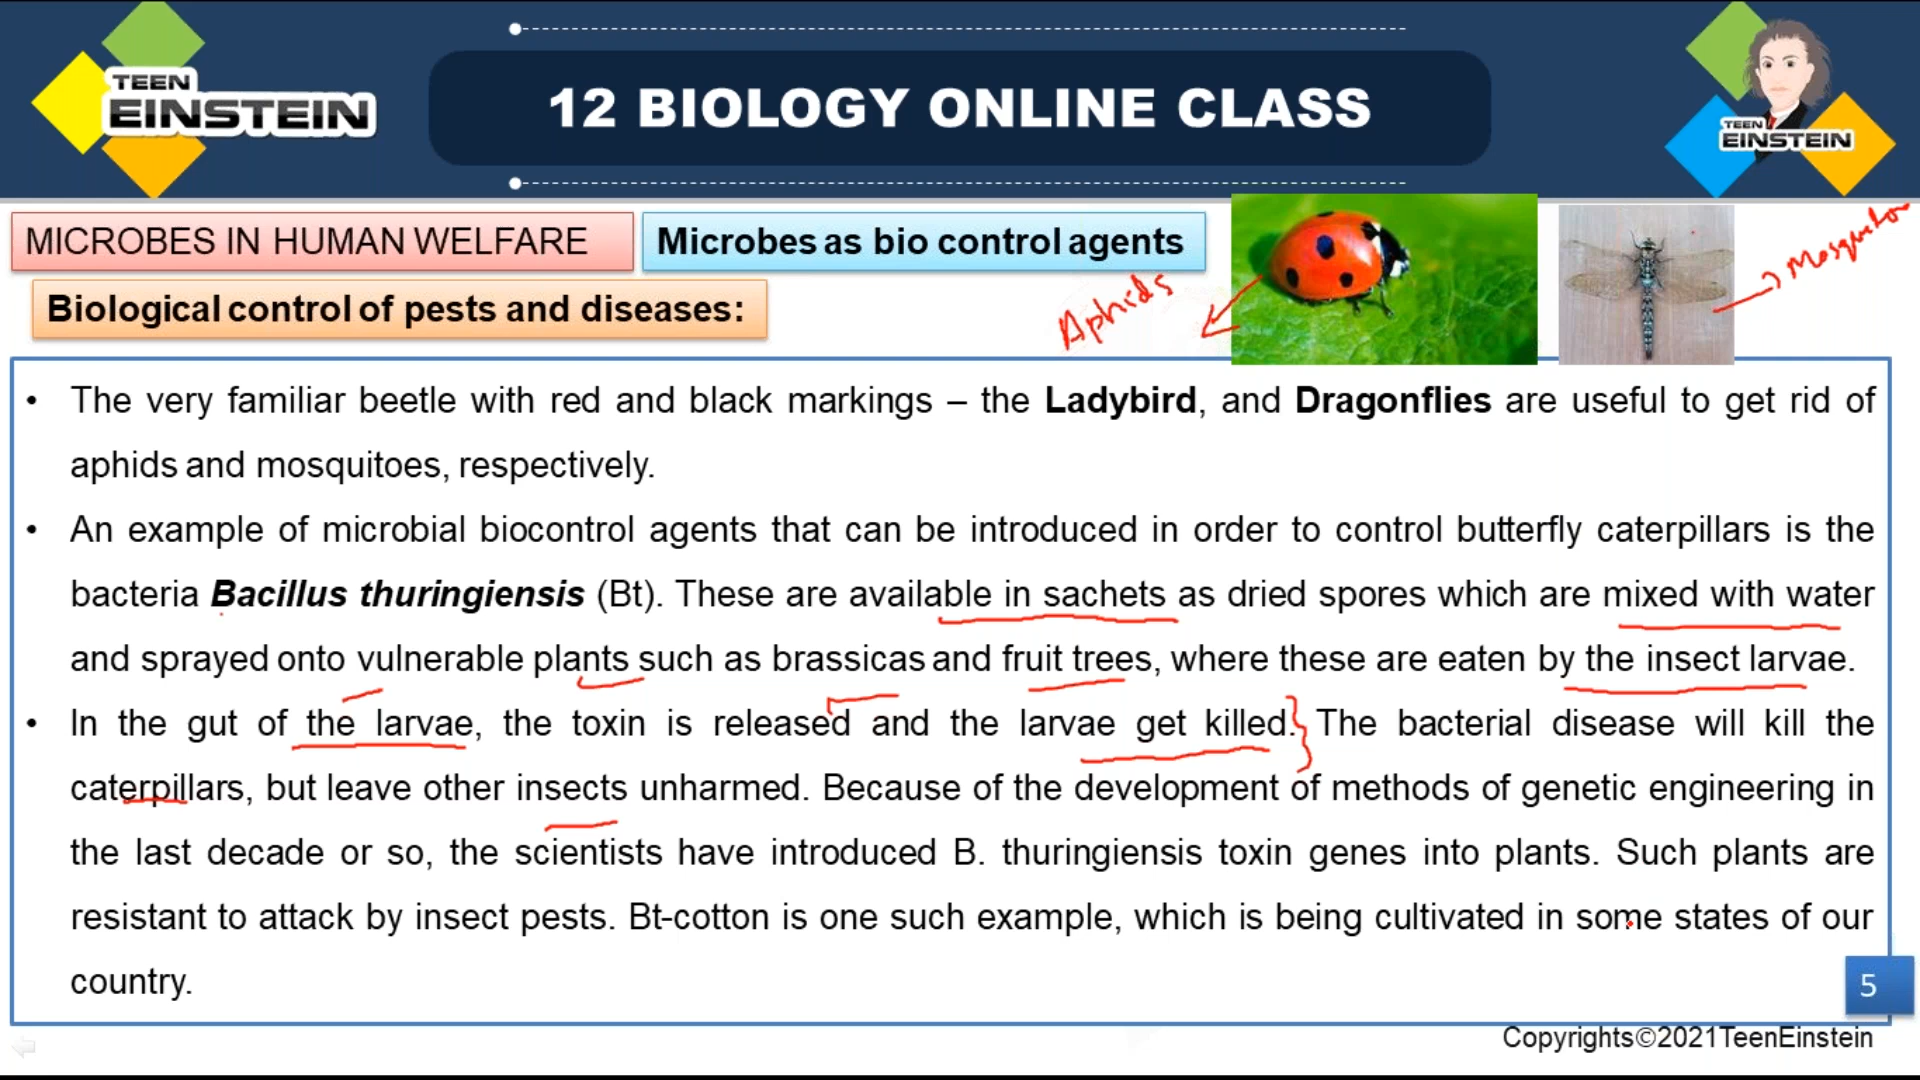 TEEN
EINSTEIN
12 BIOLOGY ONLINE CLASS
TEEN
EINSTEIN
MICROBES IN HUMAN WELFARE
Microbes as bio control agents
Biological control of pests and diseases:
Aphids
• The very familiar beetle with red and black markings – the Ladybird, and Dragonflies are useful to get rid of
aphids and mosquitoes, respectively.
• An example of microbial biocontrol agents that can be introduced in order to control butterfly caterpillars is the
bacteria Bacillus thuringiensis (Bt). These are available in sachets as dried spores which are mixed with water
and sprayed onto vulnerable plants such as brassicas and fruit trees, where these are eaten by the insect larvae.
• In the gut of the larvae, the toxin is released and the larvae get killed. The bacterial disease will kill the
caterpillars, but leave other insects unharmed. Because of the development of methods of genetic engineering in
the last decade or so, the scientists have introduced B. thuringiensis toxin genes into plants. Such plants are
resistant to attack by insect pests. Bt-cotton is one such example, which is being cultivated in some states of our
country.
5
Copyrights©2021TeenEinstein